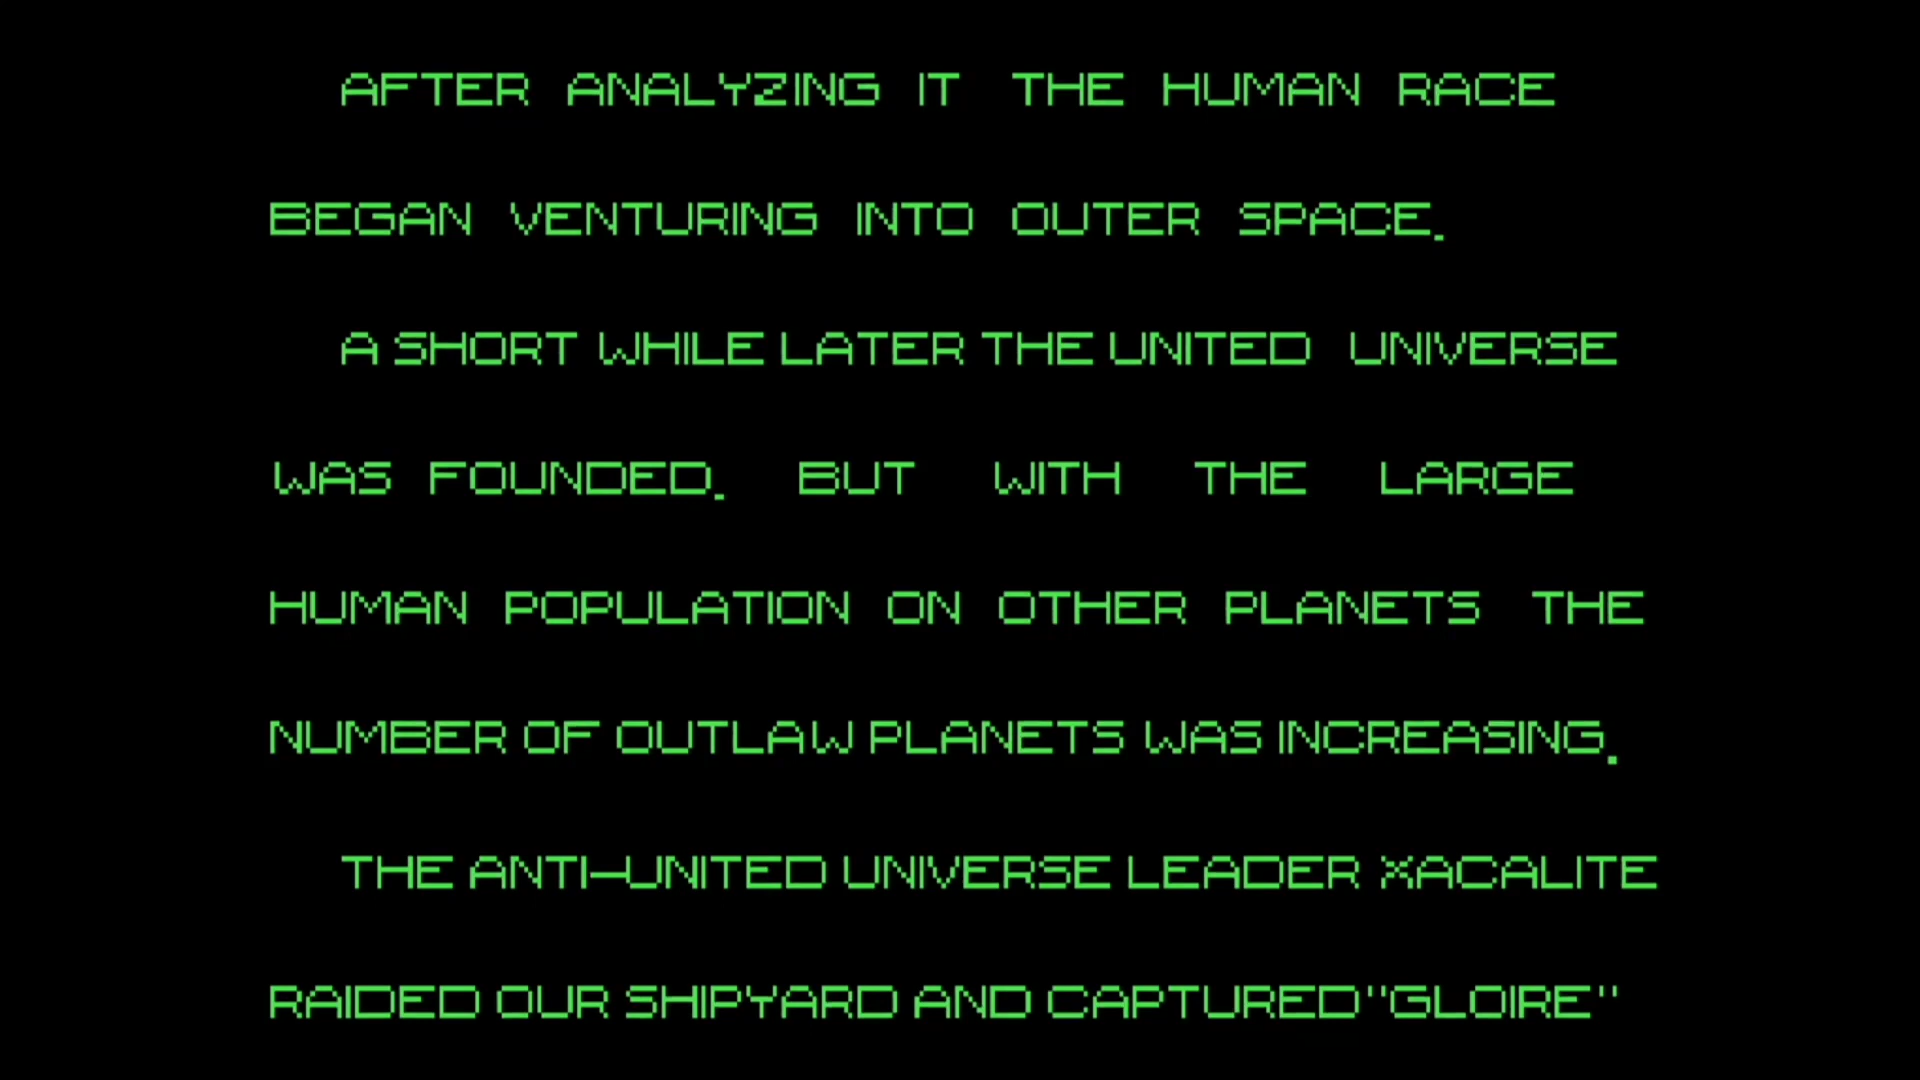 AFTER ANALYZING IT THE HUMAN RACE
BEGAN VENTURING INTO OUTER SPACE.
A SHORT WHILE LATER THE UNITED UNIVERSE
WAS FOUNDED. BUT WITH THE LARGE
HUMAN POPULATION ON OTHER PLANETS THE
NUMBER OF OUTLAW PLANETS WAS INCREASING.
THE ANTI-UNITED UNIVERSE LEADER XACALITE
RAIDED OUR SHIPYARD AND CAPTURED"GLOIRE"